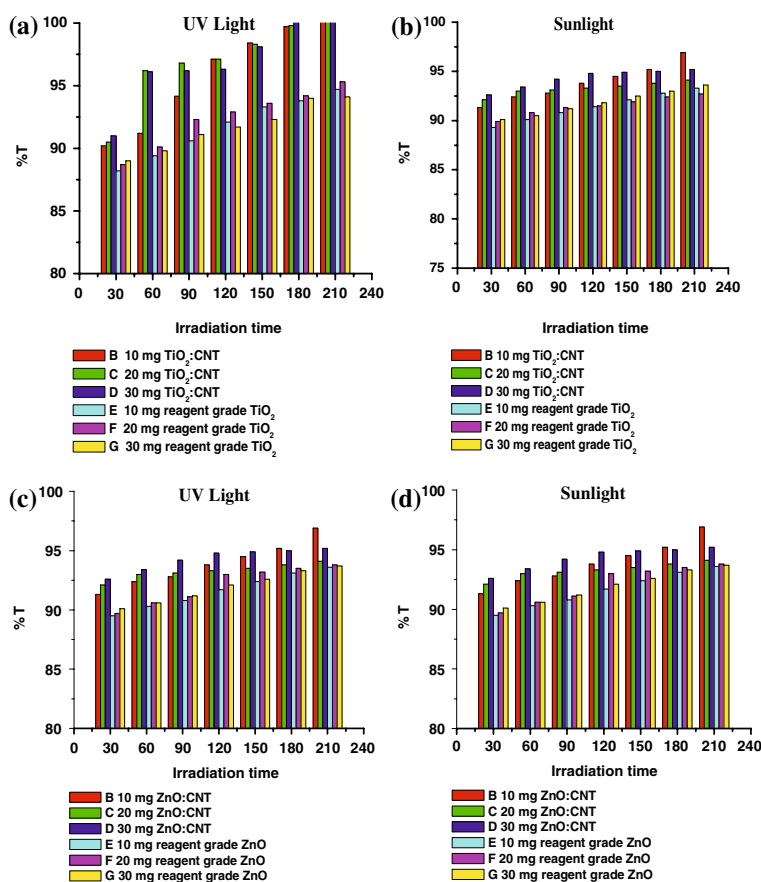 (a)
UV Light
100
95
90
85
80
%T
0 30 60 90 120 150 180 210 240
Irradiation time
B 10 mg TiO₂:CNT
C 20 mg TiO₂:CNT
D 30 mg TiO₂:CNT
E 10 mg reagent grade TiO₂
F 20 mg reagent grade TiO₂
G 30 mg reagent grade TiO₂
(b)
Sunlight
100
95
90
85
80
75
%T
0 30 60 90 120 150 180 210 240
Irradiation time
B 10 mg TiO₂:CNT
C 20 mg TiO₂:CNT
D 30 mg TiO₂:CNT
E 10 mg reagent grade TiO₂
F 20 mg reagent grade TiO₂
G 30 mg reagent grade TiO₂
(c)
UV Light
100
95
90
85
80
%T
0 30 60 90 120 150 180 210 240
Irradiation time
B 10 mg ZnO:CNT
C 20 mg ZnO:CNT
D 30 mg ZnO:CNT
E 10 mg reagent grade ZnO
F 20 mg reagent grade ZnO
G 30 mg reagent grade ZnO
(d)
Sunlight
100
95
90
85
80
%T
0 30 60 90 120 150 180 210 240
Irradiation time
B 10 mg ZnO:CNT
C 20 mg ZnO:CNT
D 30 mg ZnO:CNT
E 10 mg reagent grade ZnO
F 20 mg reagent grade ZnO
G 30 mg reagent grade ZnO